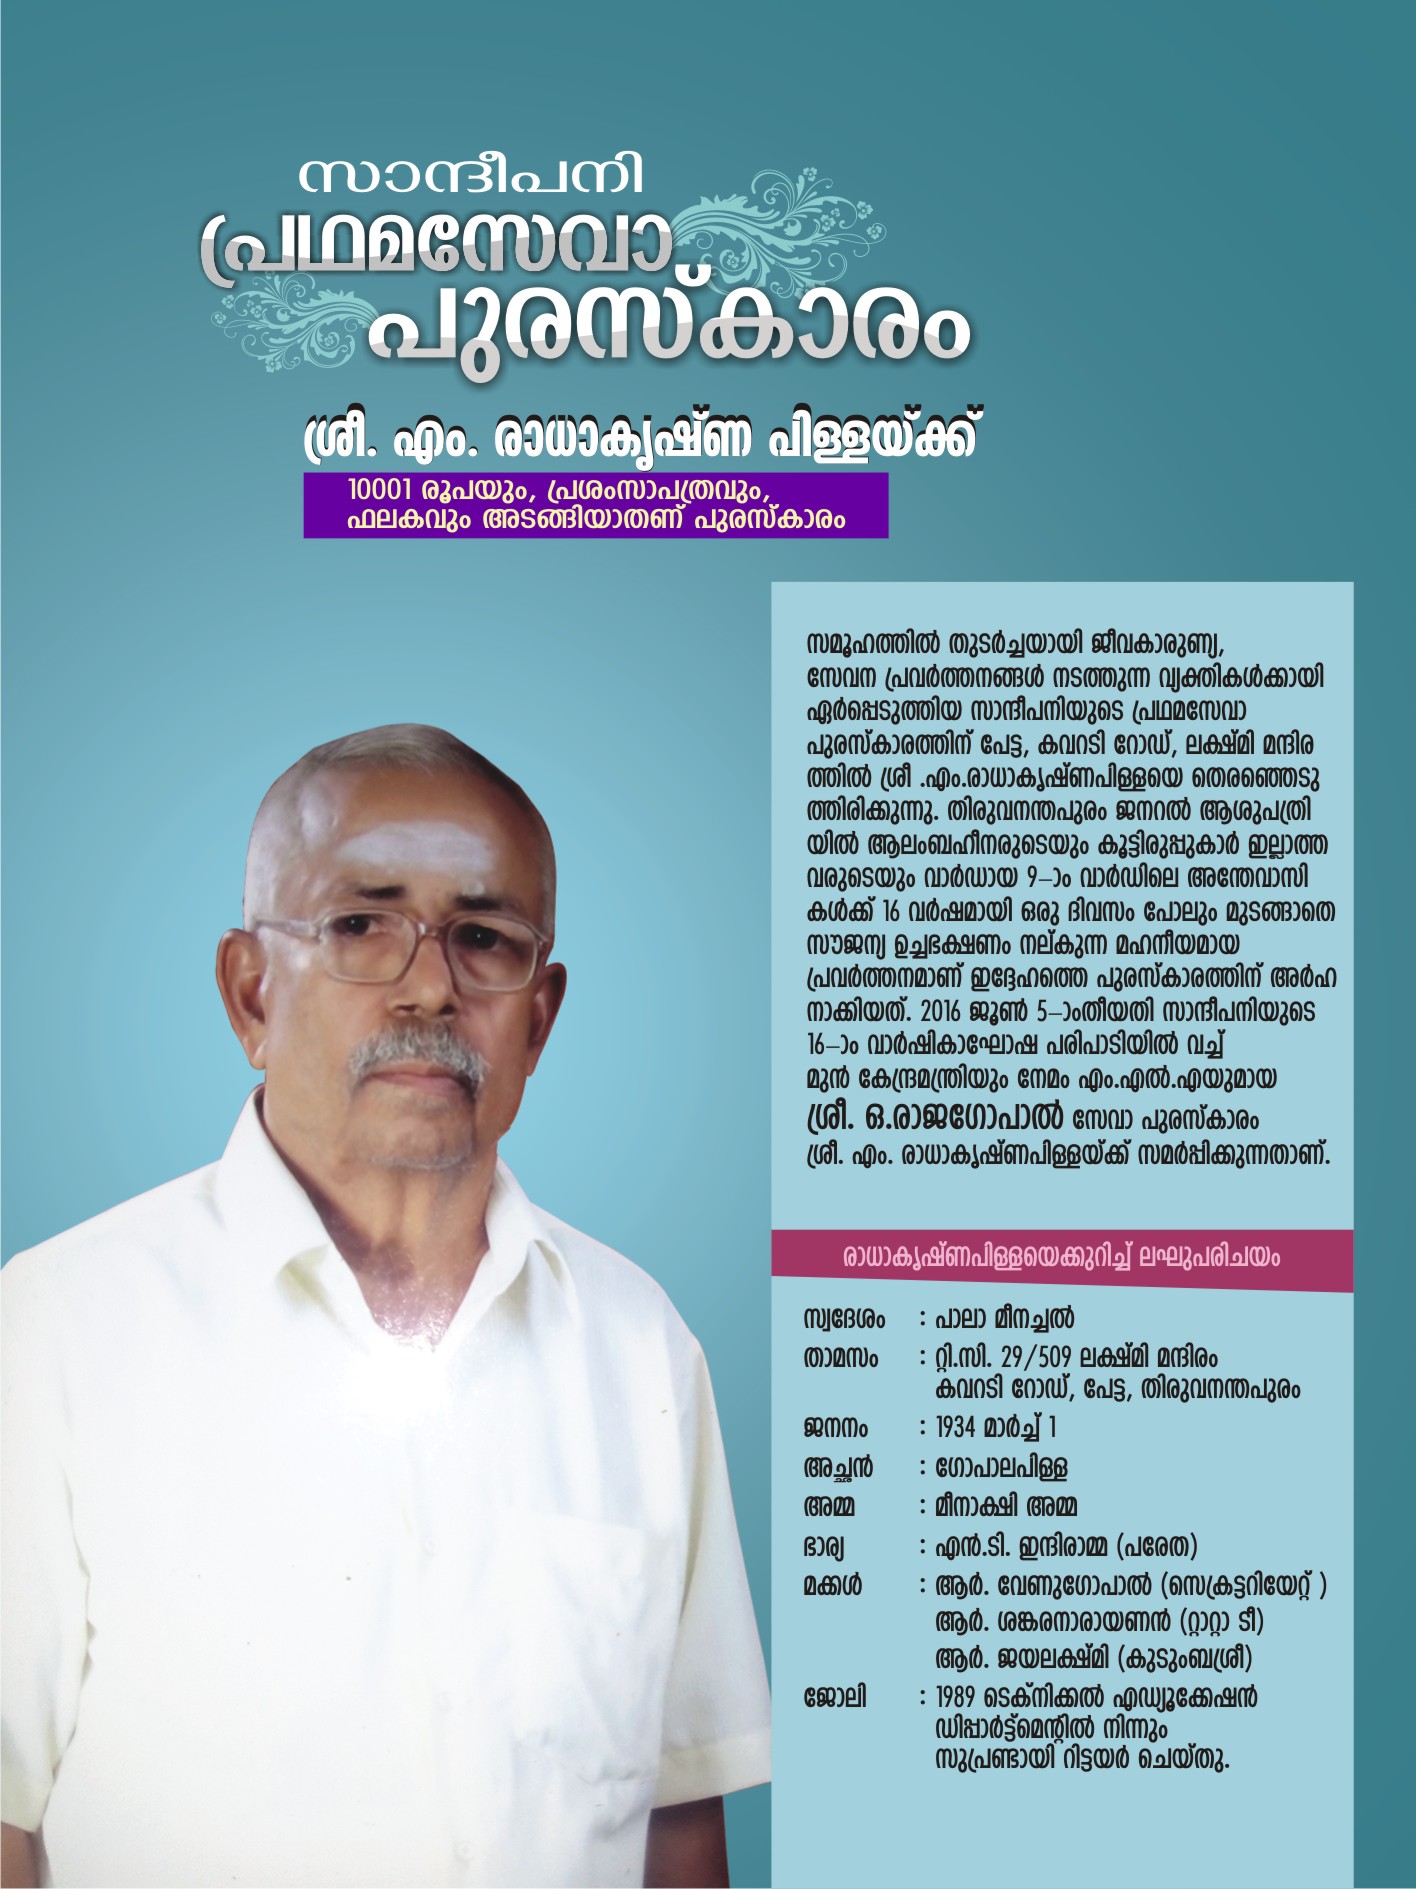 സാന്ദീപനി
പ്രഥമസേവാ
പുരസ്കാരം
ശ്രീ. എം. രാധാകൃഷ്ണ പിള്ളയ്ക്ക്
10001 രൂപയും, പ്രശംസാപത്രവും,
ഫലകവും അടങ്ങിയാതണ് പുരസ്കാരം
സമൂഹത്തിൽ തുടർച്ചയായി ജീവകാരുണ്യ,
സേവന പ്രവർത്തനങ്ങൾ നടത്തുന്ന വ്യക്തികൾക്കായി
ഏർപ്പെടുത്തിയ സാന്ദീപനിയുടെ പ്രഥമസേവാ
പുരസ്കാരത്തിന് പേട്ട, കവറടി റോഡ്, ലക്ഷ്മി മന്ദിര
ത്തിൽ ശ്രീ .എം.രാധാകൃഷ്ണപിള്ളയെ തെരഞ്ഞെടു
ത്തിരിക്കുന്നു. തിരുവനന്തപുരം ജനറൽ ആശുപത്രി
യിൽ ആലംബഹീനരുടെയും കൂട്ടിരുപ്പുകാർ ഇല്ലാത്ത
വരുടെയും വാർഡായ 9-ാം വാർഡിലെ അന്തേവാസി
കൾക്ക് 16 വർഷമായി ഒരു ദിവസം പോലും മുടങ്ങാതെ
സൗജന്യ ഉച്ചഭക്ഷണം നല്കുന്ന മഹനീയമായ
പ്രവർത്തനമാണ് ഇദ്ദേഹത്തെ പുരസ്കാരത്തിന് അർഹ
നാക്കിയത്. 2016 ജൂൺ 5-ാംതീയതി സാന്ദീപനിയുടെ
16-ാം വാർഷികാഘോഷ പരിപാടിയിൽ വച്ച്
മുൻ കേന്ദ്രമന്ത്രിയും നേമം എം.എൽ.എയുമായ
ശ്രീ. ഒ.രാജഗോപാൽ സേവാ പുരസ്കാരം
ശ്രീ. എം. രാധാകൃഷ്ണപിള്ളയ്ക്ക് സമർപ്പിക്കുന്നതാണ്.
രാധാകൃഷ്ണപിള്ളയെക്കുറിച്ച് ലഘുപരിചയം
സ്വദേശം : പാലാ മീനച്ചൽ
താമസം : റ്റി.സി. 29/509 ലക്ഷ്മി മന്ദിരം
കവറടി റോഡ്, പേട്ട, തിരുവനന്തപുരം
ജനനം : 1934 മാർച്ച് 1
അച്ഛൻ : ഗോപാലപിള്ള
അമ്മ : മീനാക്ഷി അമ്മ
ഭാര്യ : എൻ.ടി. ഇന്ദിരാമ്മ (പരേത)
മക്കൾ : ആർ. വേണുഗോപാൽ (സെക്രട്ടറിയേറ്റ് )
ആർ. ശങ്കരനാരായണൻ (റ്റാറ്റാ ടീ)
ആർ. ജയലക്ഷ്മി (കുടുംബശ്രീ)
ജോലി : 1989 ടെക്നിക്കൽ എഡ്യൂക്കേഷൻ
ഡിപ്പാർട്ട്മെന്റിൽ നിന്നും
സുപ്രണ്ടായി റിട്ടയർ ചെയ്തു.